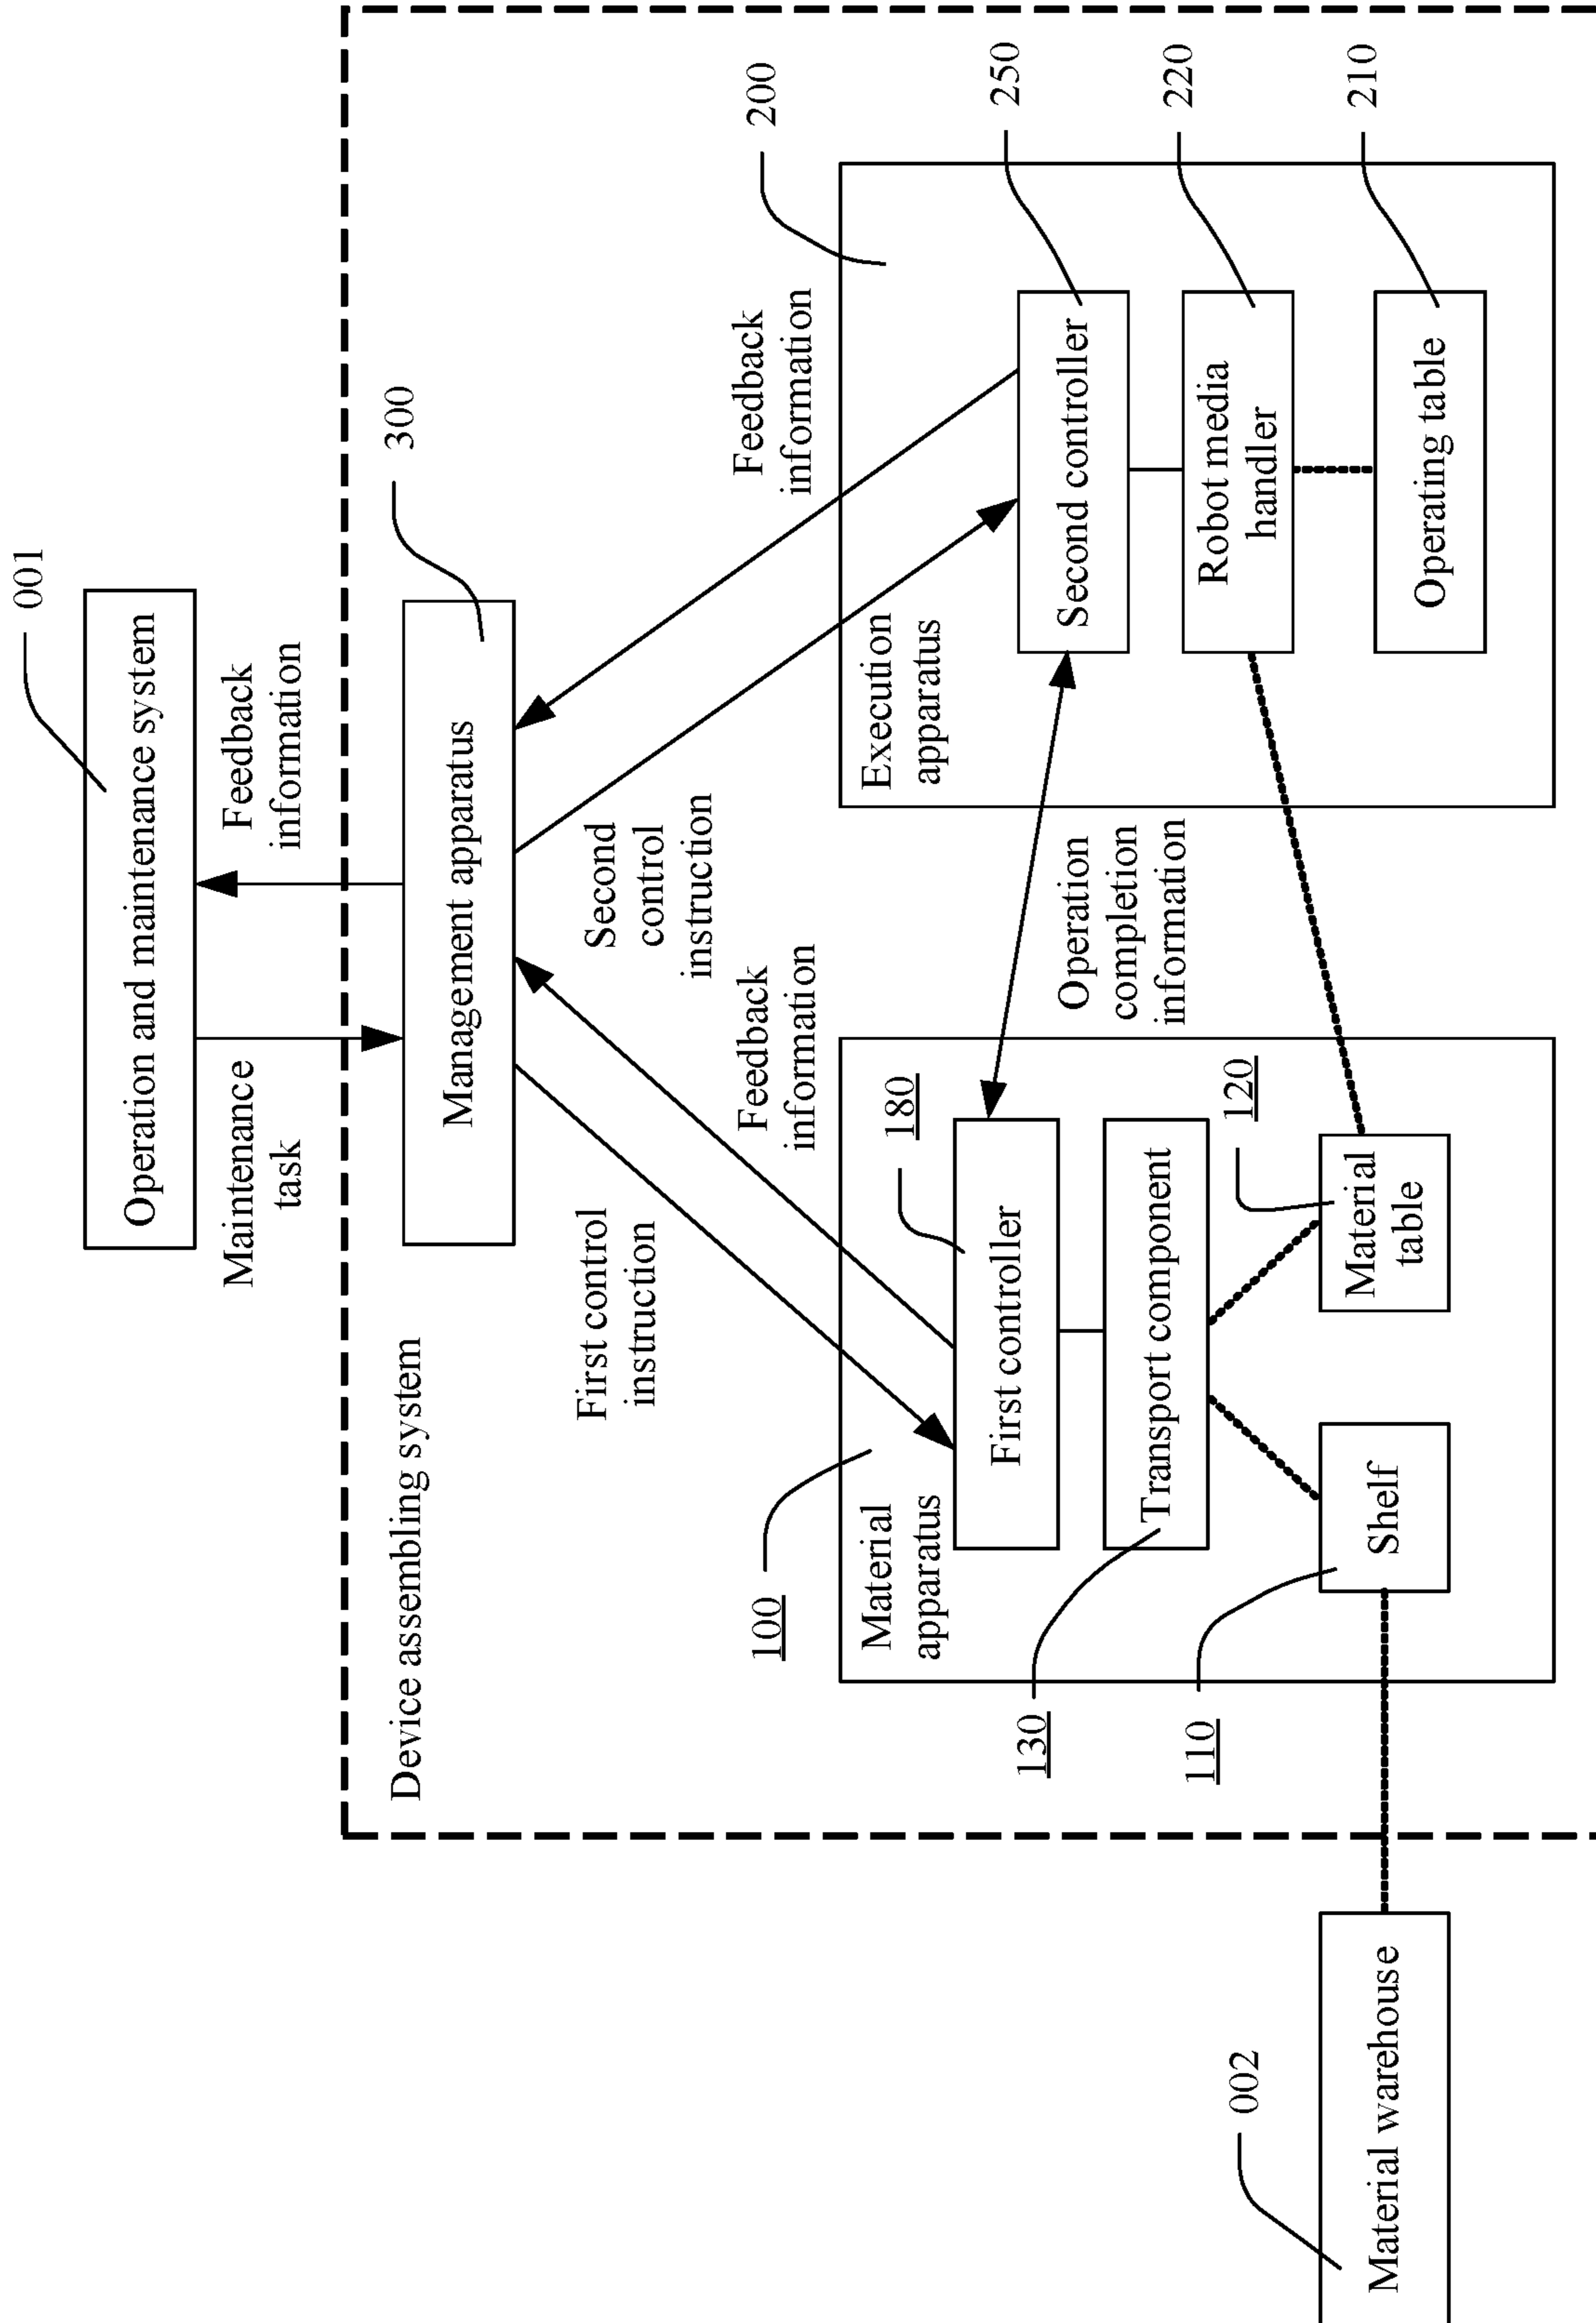 001
Operation and maintenance system
Maintenance
task
Feedback
information
Device assembling system
300
Management apparatus
First control
instruction
Feedback
information
Second
control
instruction
Feedback
information
200
100
Material
apparatus
180
First controller
130
Transport component
110
Shelf
120
Material
table
Operation
completion
information
Execution
apparatus
250
Second controller
220
Robot media
handler
210
Operating table
002
Material warehouse